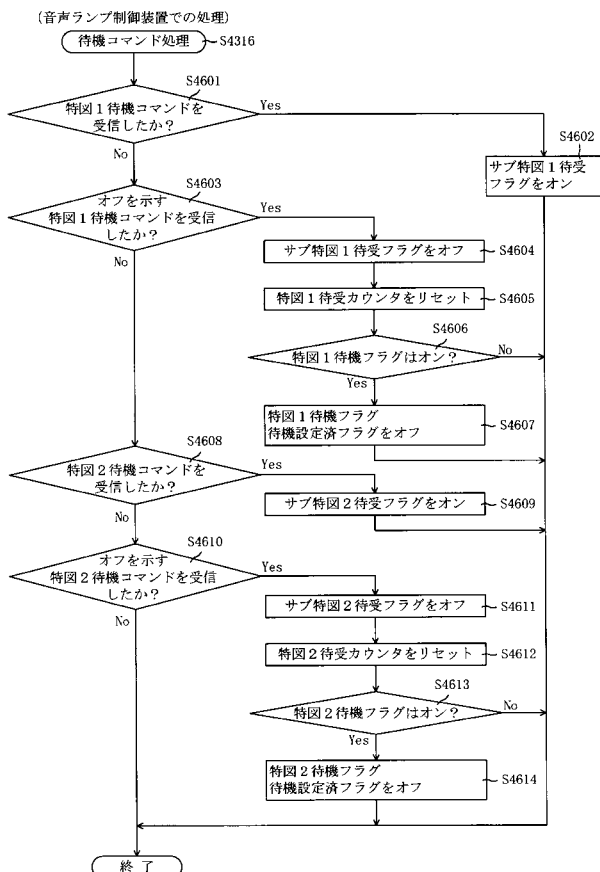 (音声ランプ制御装置での処理)
待機コマンド処理
S4316
S4601
特図1待機コマンドを
受信したか?
Yes
No
S4602
サブ特図1待受
フラグをオン
S4603
オフを示す
特図1待機コマンドを受信
したか?
Yes
No
サブ特図1待受フラグをオフ
S4604
特図1待受カウンタをリセット
S4605
S4606
特図1待機フラグはオン?
No
Yes
特図1待機フラグ
待機設定済フラグをオフ
S4607
S4608
特図2待機コマンドを
受信したか?
Yes
No
サブ特図2待受フラグをオン
S4609
S4610
オフを示す
特図2待機コマンドを受信
したか?
Yes
No
サブ特図2待受フラグをオフ
S4611
特図2待受カウンタをリセット
S4612
S4613
特図2待機フラグはオン?
No
Yes
特図2待機フラグ
待機設定済フラグをオフ
S4614
終了